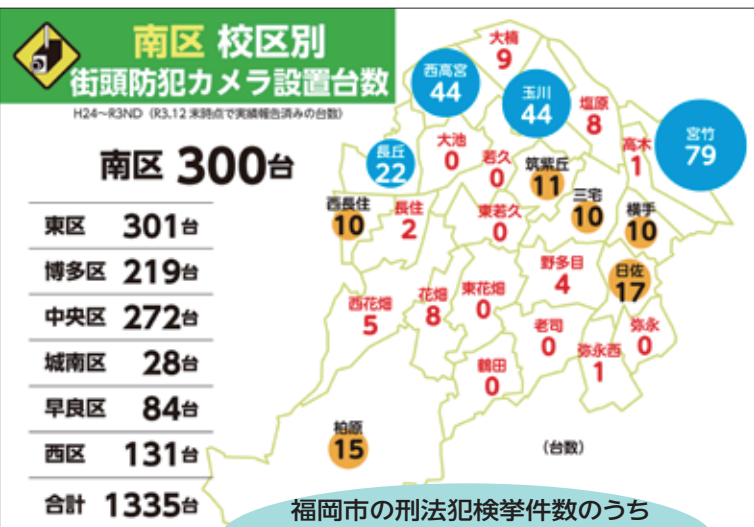 南区 校区別
街頭防犯カメラ設置台数
H24〜R3ND（R3.12 末時点で実績報告済みの台数）
南区 300台
東区 301台
博多区 219台
中央区 272台
城南区 28台
早良区 84台
西区 131台
合計 1335台
大楠
9
西高宮
44
玉川
44
塩原
8
宮竹
79
高木
1
長丘
22
大池
0
若久
0
筑紫丘
11
三宅
10
横手
10
西長住
10
長住
2
東若久
0
野多目
4
日佐
17
西花畑
5
花畑
8
東花畑
0
老司
0
弥永西
1
弥永
0
鶴田
0
柏原
15
（台数）
福岡市の刑法犯検挙件数のうち